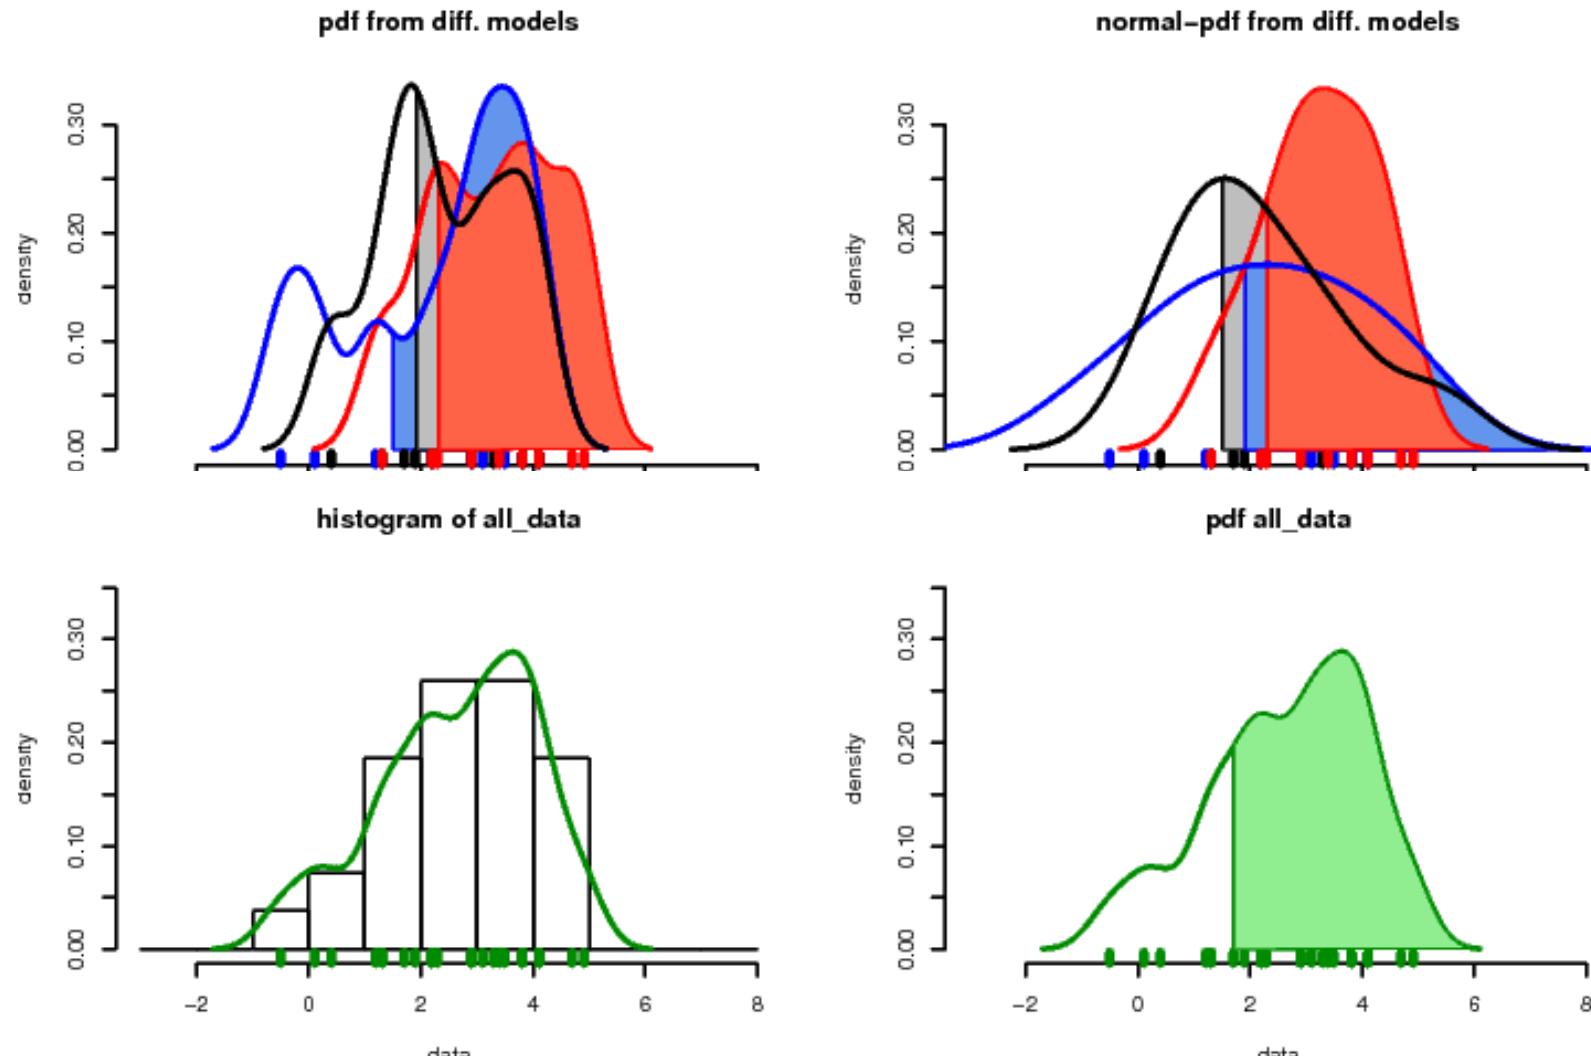 pdf from diff. models
normal-pdf from diff. models
density
0.00 0.10 0.20 0.30
density
0.00 0.10 0.20 0.30
histogram of all_data
pdf all_data
density
0.00 0.10 0.20 0.30
-2 0 2 4 6 8
data
density
0.00 0.10 0.20 0.30
-2 0 2 4 6 8
data